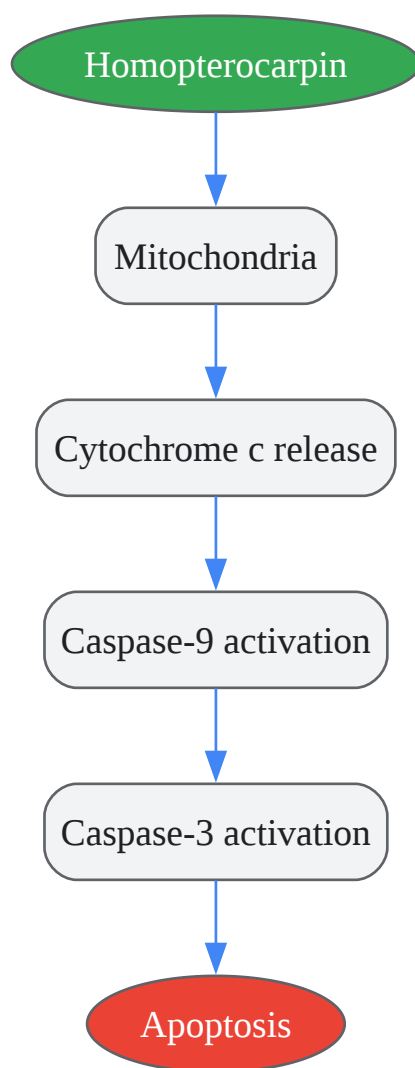 Homopterocarpin
Mitochondria
Cytochrome c release
Caspase-9 activation
Caspase-3 activation
Apoptosis